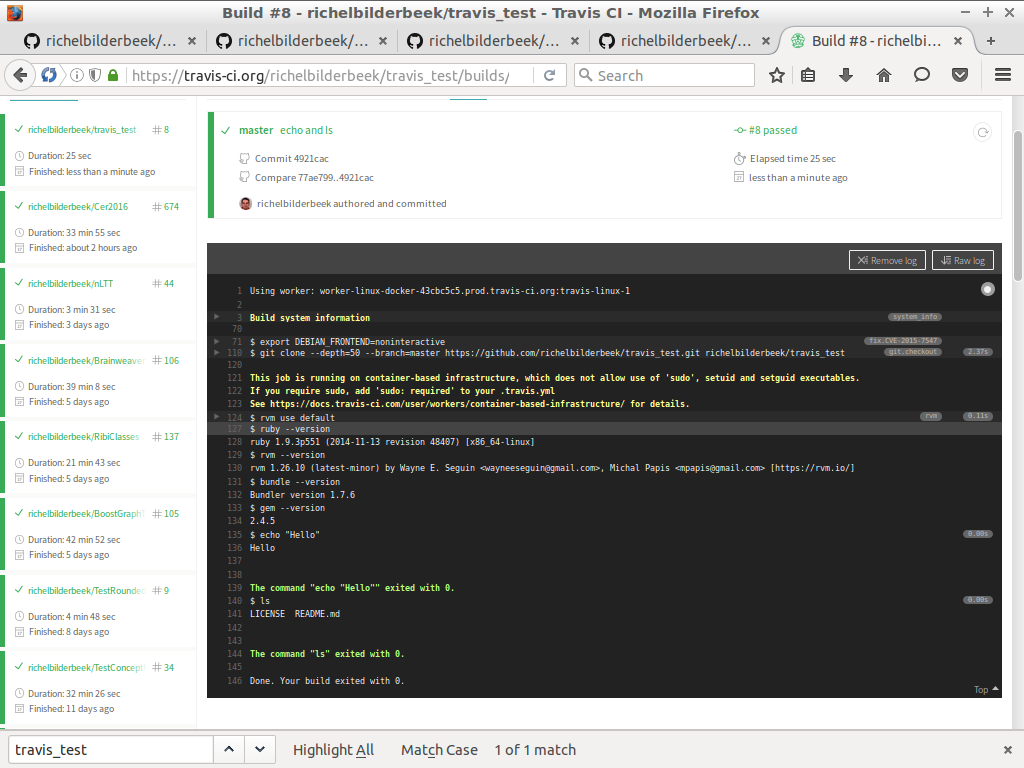 Build #8 - richelbilderbeek/travis_test - Travis CI - Mozilla Firefox
richelbilderbeek/...
richelbilderbeek/...
richelbilderbeek/...
richelbilderbeek/...
Build #8 - richelbi...
https://travis-ci.org/richelbilderbeek/travis_test/builds/
Search
richelbilderbeek/travis_test # 8
Duration: 25 sec
Finished: less than a minute ago
richelbilderbeek/Cer2016 # 674
Duration: 33 min 55 sec
Finished: about 2 hours ago
richelbilderbeek/nLTT # 44
Duration: 3 min 31 sec
Finished: 3 days ago
richelbilderbeek/Brainweaver # 106
Duration: 39 min 8 sec
Finished: 5 days ago
richelbilderbeek/RibiClasses # 137
Duration: 21 min 43 sec
Finished: 5 days ago
richelbilderbeek/BoostGraphT # 105
Duration: 42 min 52 sec
Finished: 5 days ago
richelbilderbeek/TestRounded # 9
Duration: 4 min 48 sec
Finished: 8 days ago
richelbilderbeek/TestConcept # 34
Duration: 32 min 26 sec
Finished: 11 days ago
master echo and ls
#8 passed
Commit 4921cac
Elapsed time 25 sec
Compare 77ae799..4921cac
less than a minute ago
richelbilderbeek authored and committed
Remove log
Raw log
1 Using worker: worker-linux-docker-43cbc5c5.prod.travis-ci.org:travis-linux-1
2
3 Build system information system_info
70
71 $ export DEBIAN_FRONTEND=noninteractive fix.CVE-2015-7547
110 $ git clone --depth=50 --branch=master https://github.com/richelbilderbeek/travis_test.git richelbilderbeek/travis_test git.checkout 2.37s
120
121 This job is running on container-based infrastructure, which does not allow use of 'sudo', setuid and setguid executables.
122 If you require sudo, add 'sudo: required' to your .travis.yml
123 See https://docs.travis-ci.com/user/workers/container-based-infrastructure/ for details.
124 $ rvm use default rvm 0.11s
127 $ ruby --version
128 ruby 1.9.3p551 (2014-11-13 revision 48407) [x86_64-linux]
129 $ rvm --version
130 rvm 1.26.10 (latest-minor) by Wayne E. Seguin <wayneeseguin@gmail.com>, Michal Papis <mpapis@gmail.com> [https://rvm.io/]
131 $ bundle --version
132 Bundler version 1.7.6
133 $ gem --version
134 2.4.5
135 $ echo "Hello" 0.00s
136 Hello
137
138
139 The command "echo "Hello"" exited with 0.
140 $ ls 0.00s
141 LICENSE  README.md
142
143
144 The command "ls" exited with 0.
145
146 Done. Your build exited with 0.
Top
travis_test
Highlight All
Match Case
1 of 1 match